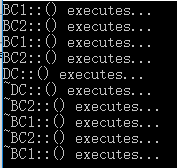 BC1::() executes...
BC2::() executes...
BC1::() executes...
BC2::() executes...
DC::() executes...
~DC::() executes...
~BC2::() executes...
~BC1::() executes...
~BC2::() executes...
~BC1::() executes...